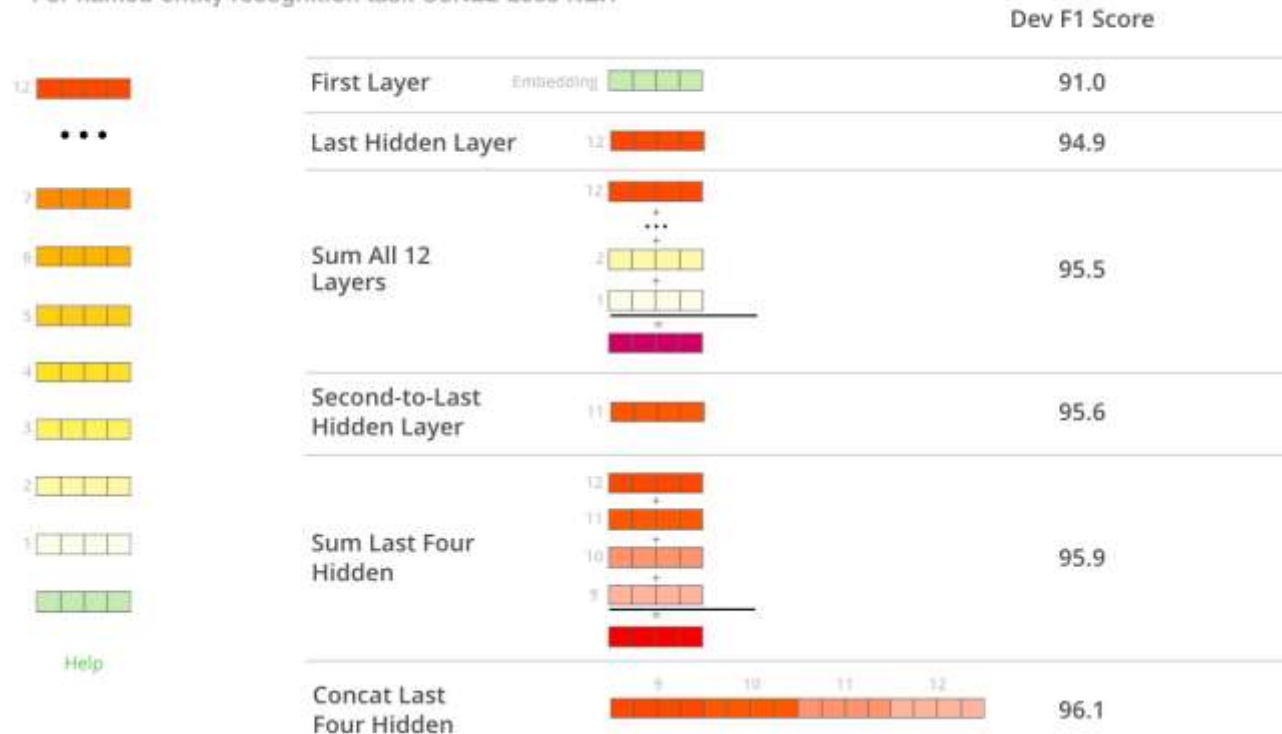 Dev F1 Score
12
7
6
5
4
3
2
1
Help
First Layer Embedding 91.0
Last Hidden Layer 12 94.9
12
+
•••
+
Sum All 12
Layers
2
+
1
=
95.5
Second-to-Last
Hidden Layer
11
95.6
12
+
11
+
Sum Last Four
Hidden
10
+
9
=
95.9
9 10 11 12
Concat Last
Four Hidden
96.1